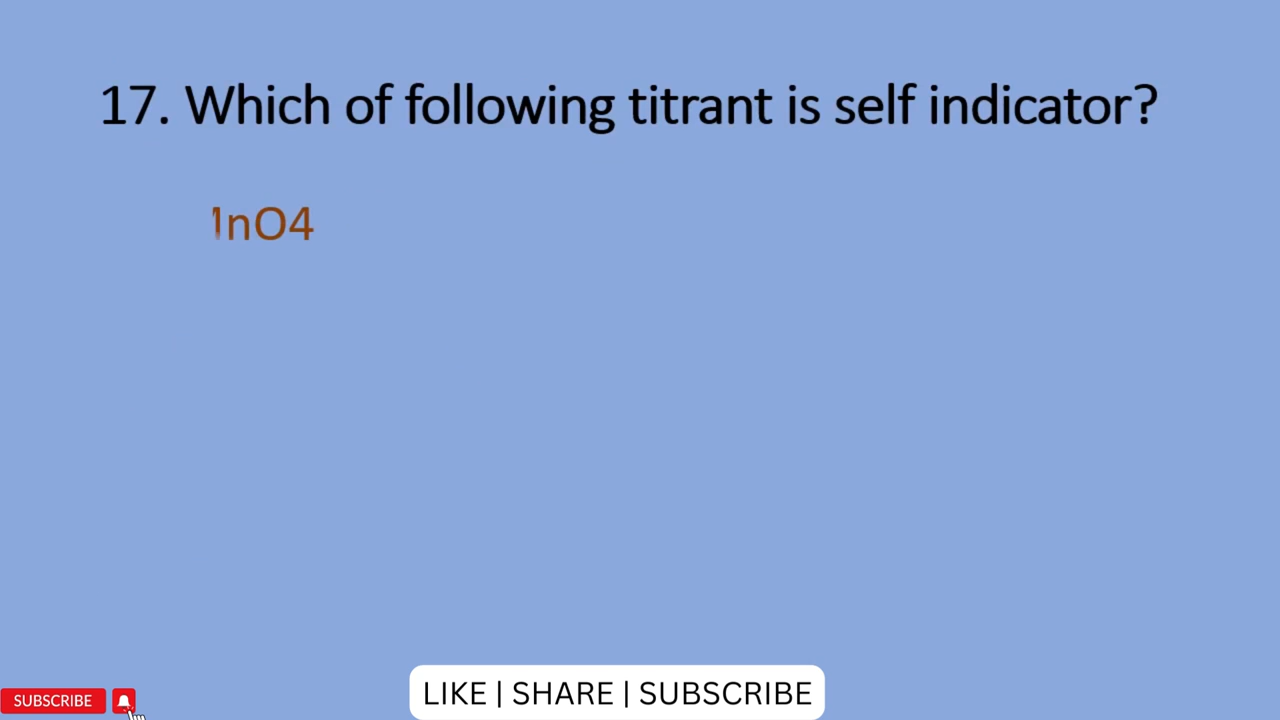 17. Which of following titrant is self indicator?
nO4
SUBSCRIBE
LIKE | SHARE | SUBSCRIBE